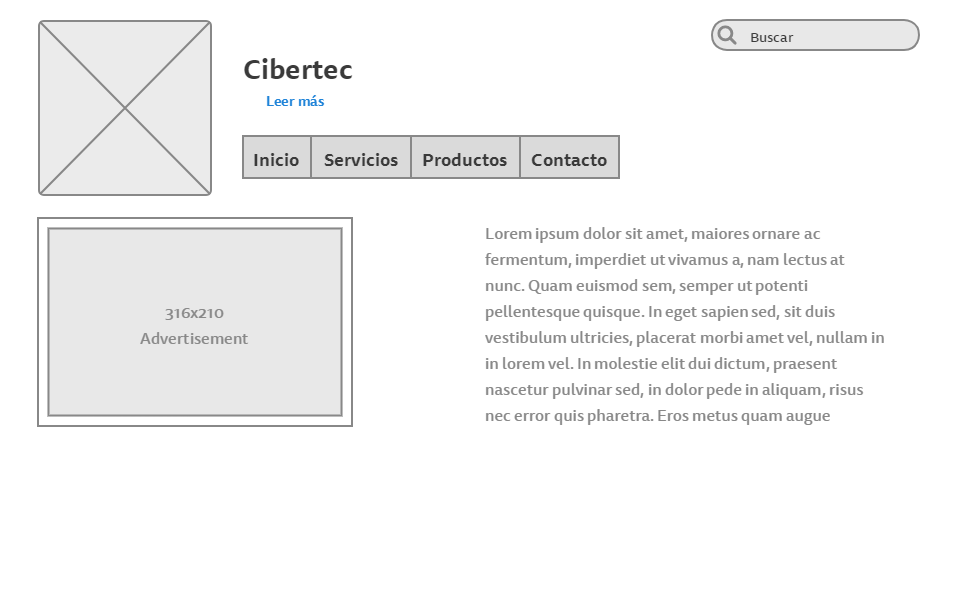 Buscar
Cibertec
Leer más
Inicio Servicios Productos Contacto
316x210
Advertisement
Lorem ipsum dolor sit amet, maiores ornare ac
fermentum, imperdiet ut vivamus a, nam lectus at
nunc. Quam euismod sem, semper ut potenti
pellentesque quisque. In eget sapien sed, sit duis
vestibulum ultricies, placerat morbi amet vel, nullam in
in lorem vel. In molestie elit dui dictum, praesent
nascetur pulvinar sed, in dolor pede in aliquam, risus
nec error quis pharetra. Eros metus quam augue